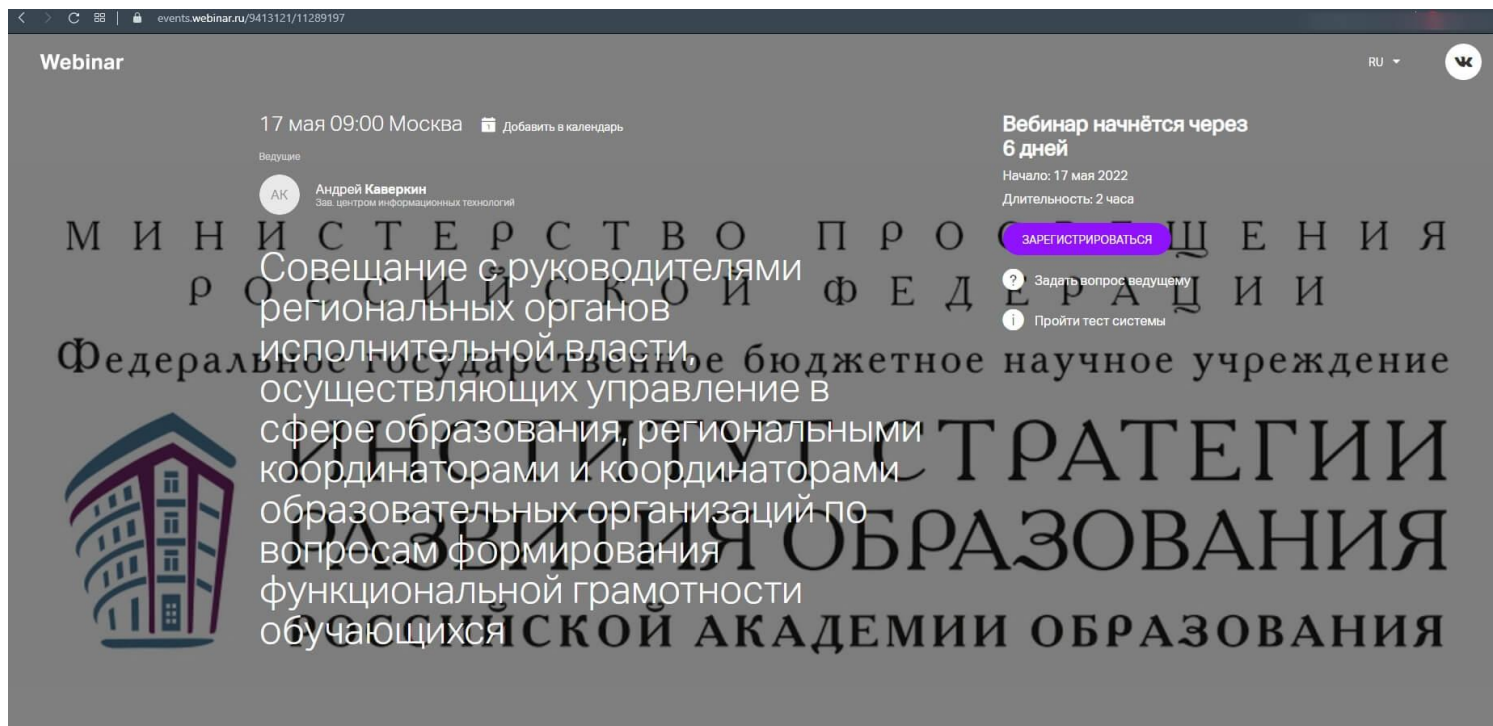 events.webinar.ru/9413121/11289197
Webinar
RU
17 мая 09:00 Москва
Добавить в календарь
Ведущие
АК
Андрей Каверкин
Зав. центром информационных технологий
Совещание с руководителями
региональных органов
исполнительной власти,
осуществляющих управление в
сфере образования, региональными
координаторами и координаторами
образовательных организаций по
вопросам формирования
функциональной грамотности
обучающихся
Вебинар начнётся через
6 дней
Начало: 17 мая 2022
Длительность: 2 часа
ЗАРЕГИСТРИРОВАТЬСЯ
? Задать вопрос ведущему
i Пройти тест системы
МИНИСТЕРСТВО ПРОСВЕЩЕНИЯ
РОССИЙСКОЙ ФЕДЕРАЦИИ
Федеральное государственное бюджетное научное учреждение
ИНСТИТУТ СТРАТЕГИИ
РАЗВИТИЯ ОБРАЗОВАНИЯ
РОССИЙСКОЙ АКАДЕМИИ ОБРАЗОВАНИЯ